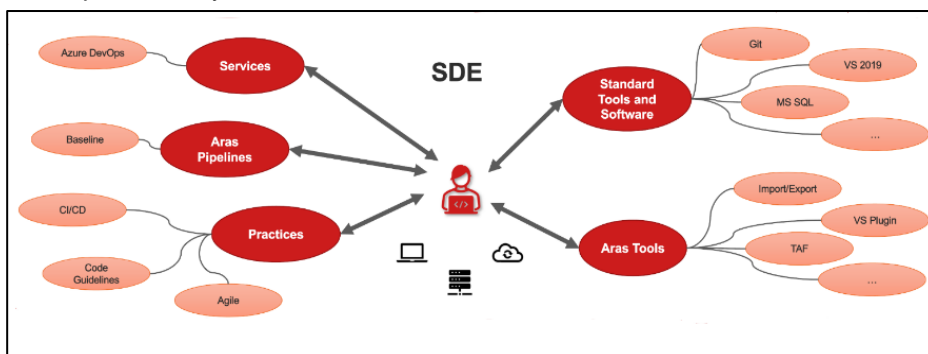 SDE
Azure DevOps
Services
Baseline
Aras
Pipelines
CI/CD
Practices
Code
Guidelines
Agile
Git
Standard
Tools and
Software
VS 2019
MS SQL
...
Import/Export
Aras Tools
VS Plugin
TAF
...